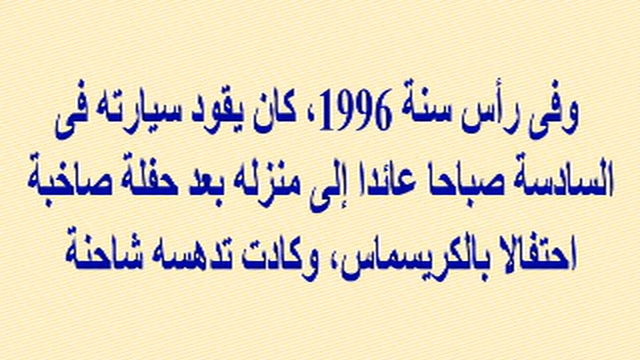 وفى رأس سنة 1996، كان يقود سيارته فى
السادسة صباحا عائدا إلى منزله بعد حفلة صاخبة
احتفالا بالكريسماس، وكادت تدهسه شاحنة